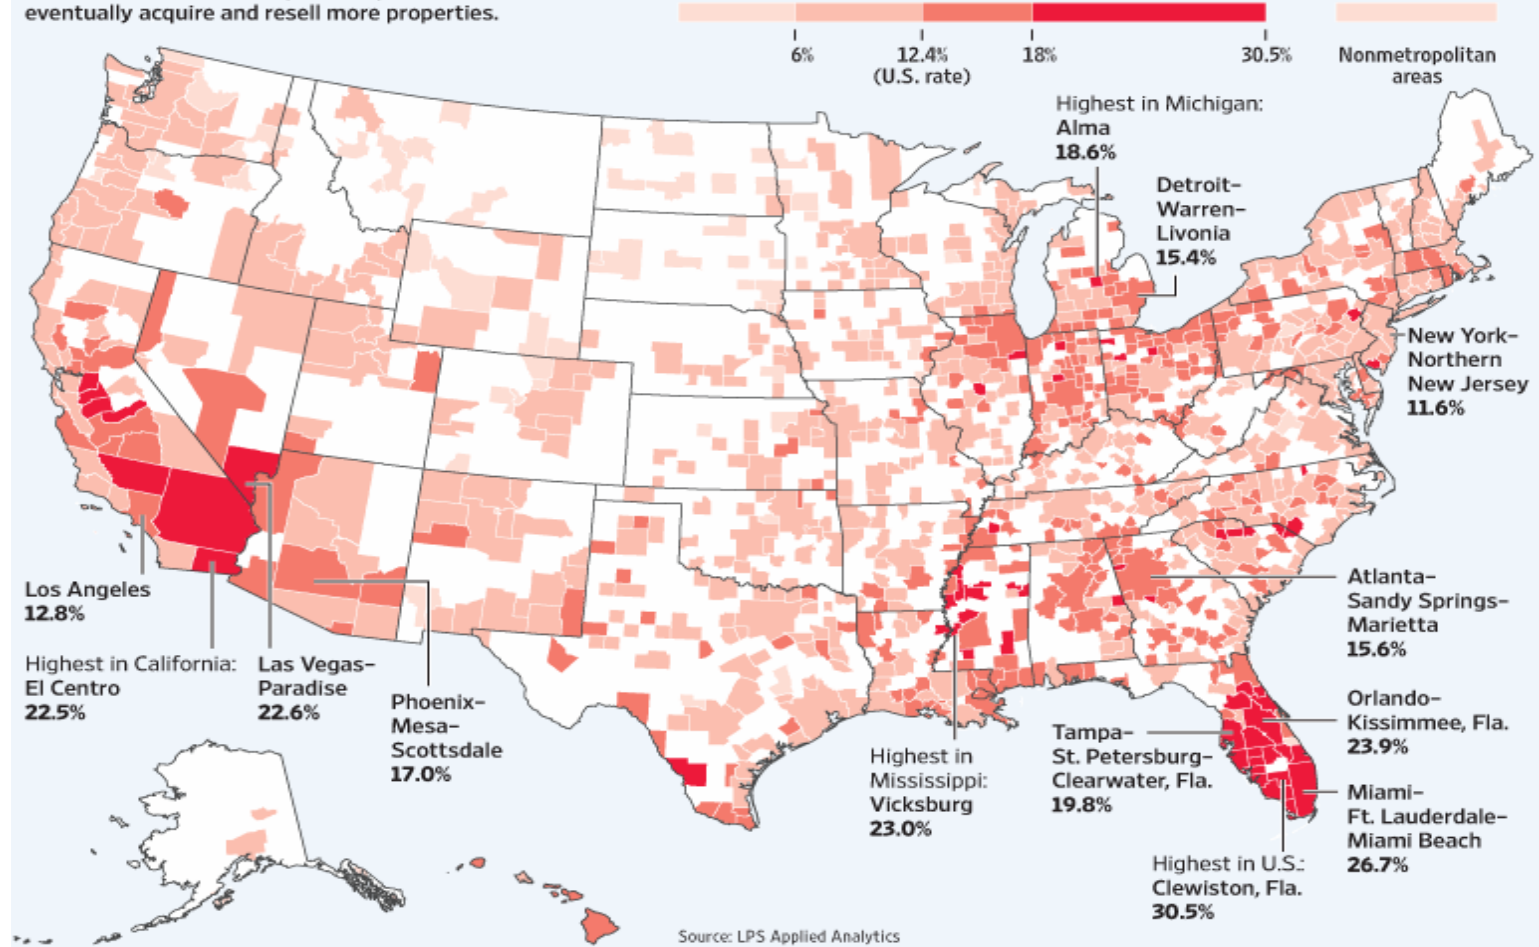 eventually acquire and resell more properties.
6%
12.4%
(U.S. rate)
18%
30.5%
Nonmetropolitan
areas
Highest in Michigan:
Alma
18.6%
Detroit–
Warren–
Livonia
15.4%
New York–
Northern
New Jersey
11.6%
Los Angeles
12.8%
Highest in California:
El Centro
22.5%
Las Vegas–
Paradise
22.6%
Phoenix–
Mesa–
Scottsdale
17.0%
Highest in
Mississippi:
Vicksburg
23.0%
Tampa–
St. Petersburg–
Clearwater, Fla.
19.8%
Atlanta–
Sandy Springs–
Marietta
15.6%
Orlando–
Kissimmee, Fla.
23.9%
Miami–
Ft. Lauderdale–
Miami Beach
26.7%
Highest in U.S.:
Clewiston, Fla.
30.5%
Source: LPS Applied Analytics